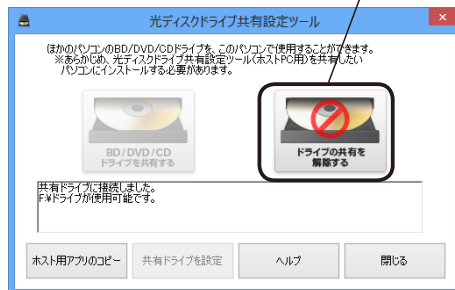 光ディスクドライブ共有設定ツール
ほかのパソコンのBD/DVD/CDドライブを、このパソコンで使用することができます。
※あらかじめ、光ディスクドライブ共有設定ツール(ホストPC用)を共有したい
パソコンにインストールする必要があります。
BD/DVD/CD
ドライブを共有する
ドライブの共有を
解除する
共有ドライブに接続しました。
F:¥ドライブが使用可能です。
ホスト用アプリのコピー
共有ドライブを設定
ヘルプ
閉じる